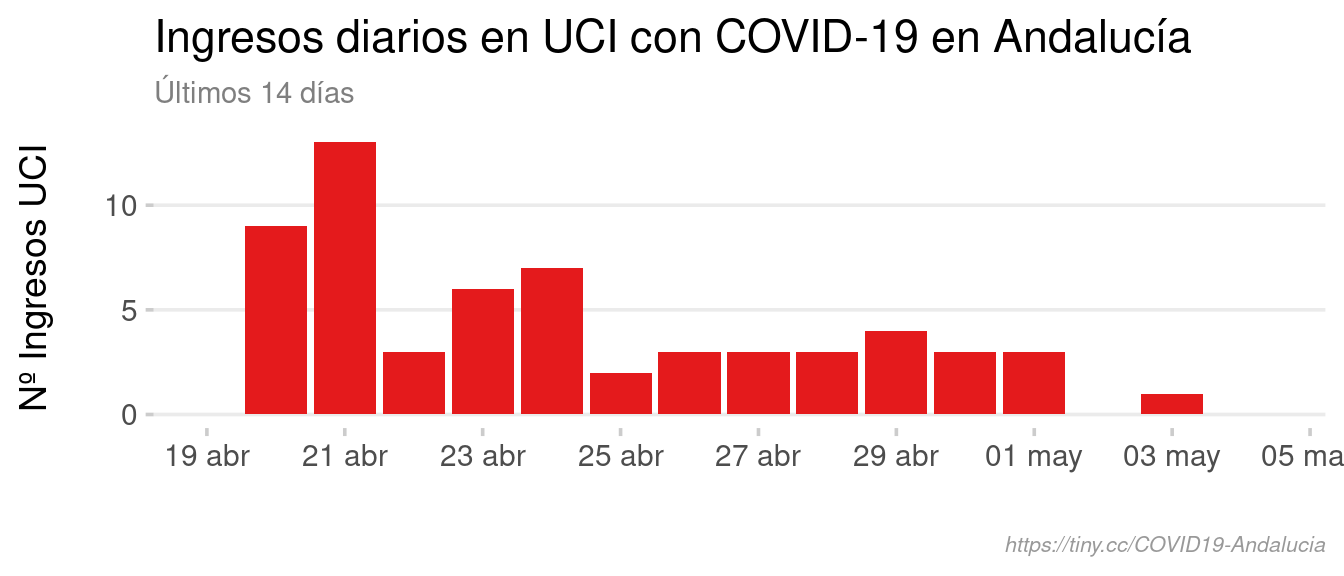 Ingresos diarios en UCI con COVID-19 en Andalucía
Últimos 14 días
Nº Ingresos UCI
10
5
0
19 abr 21 abr 23 abr 25 abr 27 abr 29 abr 01 may 03 may 05 ma
https://tiny.cc/COVID19-Andalucia